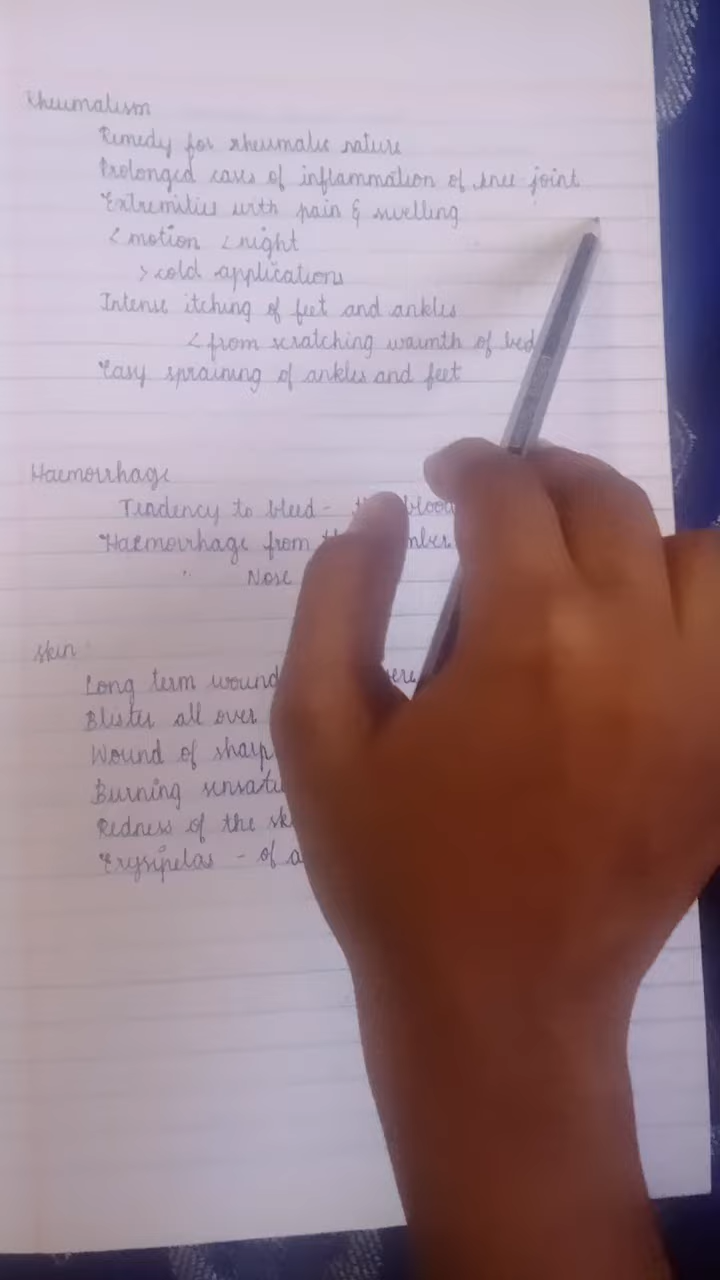 Rheumatism
Remedy for rheumatic nature
Prolonged cases of inflammation of knee joint
Extremities with pain & swelling
< motion < night
> cold applications
Intense itching of feet and ankles
< from scratching warmth of bed
Easy spraining of ankles and feet
Haemorrhage
Tendency to bleed - blood
Haemorrhage from
Nose
Skin
Long term wound
Blister all over
Wound of sharp
Burning
Redness of the
Erysipelas - of